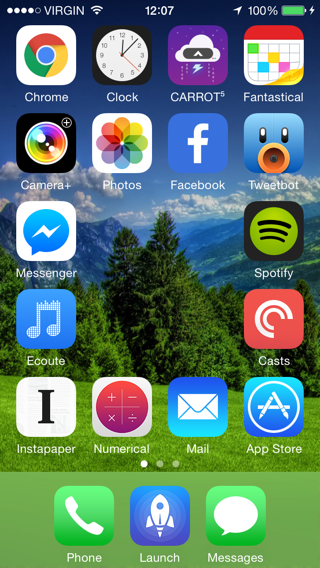 VIRGIN 12:07 100%
Chrome Clock CARROT⁵ Fantastical
Camera+ Photos Facebook Tweetbot
Messenger Spotify
Ecoute Casts
Instapaper Numerical Mail App Store
Phone Launch Messages